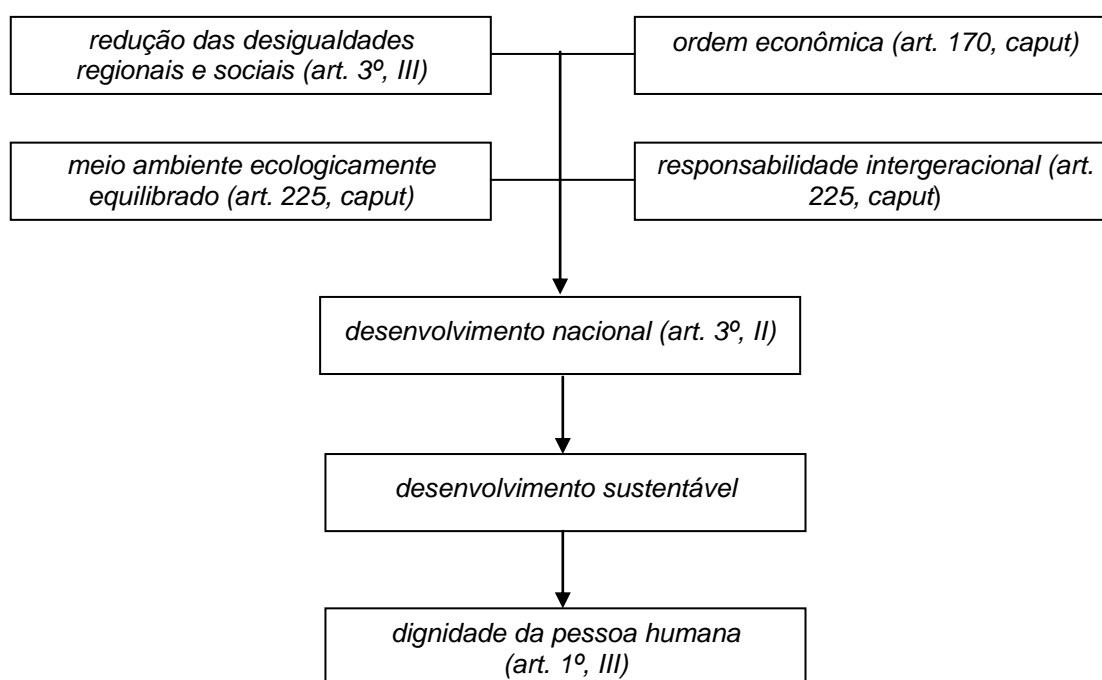 redução das desigualdades
regionais e sociais (art. 3º, III)
ordem econômica (art. 170, caput)
meio ambiente ecologicamente
equilibrado (art. 225, caput)
responsabilidade intergeracional (art.
225, caput)
desenvolvimento nacional (art. 3º, II)
desenvolvimento sustentável
dignidade da pessoa humana
(art. 1º, III)